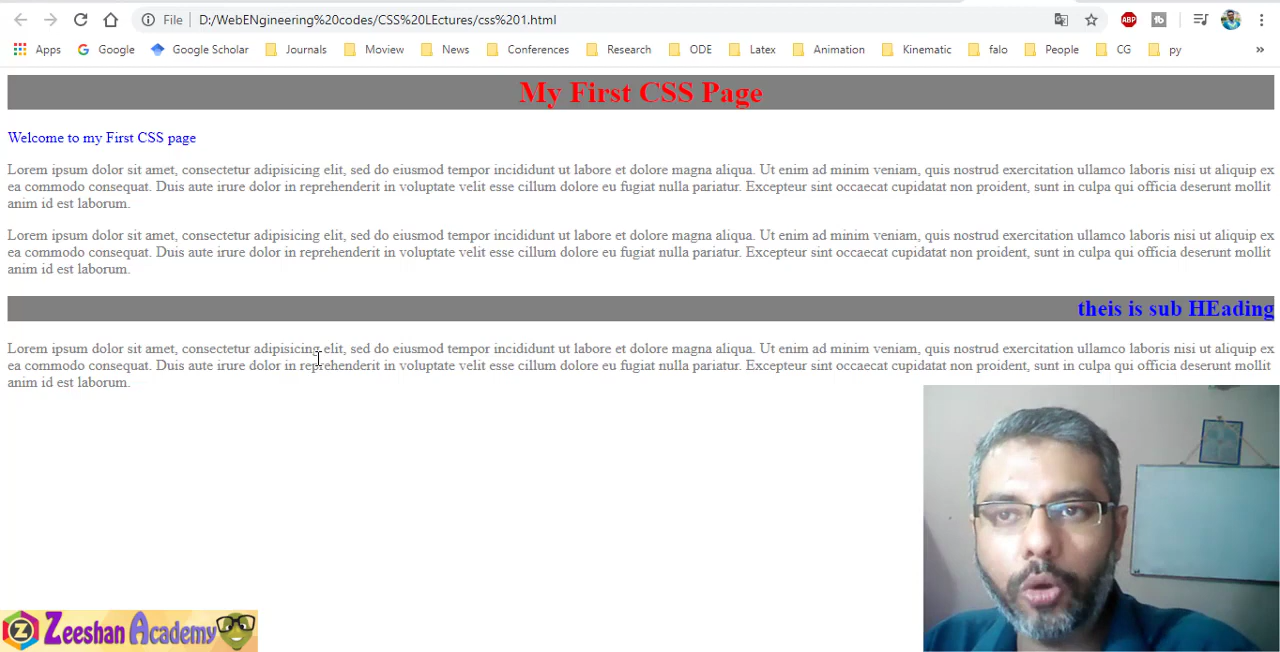 File
D:/WebENgineering%20codes/CSS%20LEctures/css%201.html
ABP
Apps Google Google Scholar Journals Moview News Conferences Research ODE Latex Animation Kinematic falo People CG py »
My First CSS Page
Welcome to my First CSS page
Lorem ipsum dolor sit amet, consectetur adipisicing elit, sed do eiusmod tempor incididunt ut labore et dolore magna aliqua. Ut enim ad minim veniam, quis nostrud exercitation ullamco laboris nisi ut aliquip ex
ea commodo consequat. Duis aute irure dolor in reprehenderit in voluptate velit esse cillum dolore eu fugiat nulla pariatur. Excepteur sint occaecat cupidatat non proident, sunt in culpa qui officia deserunt mollit
anim id est laborum.
Lorem ipsum dolor sit amet, consectetur adipisicing elit, sed do eiusmod tempor incididunt ut labore et dolore magna aliqua. Ut enim ad minim veniam, quis nostrud exercitation ullamco laboris nisi ut aliquip ex
ea commodo consequat. Duis aute irure dolor in reprehenderit in voluptate velit esse cillum dolore eu fugiat nulla pariatur. Excepteur sint occaecat cupidatat non proident, sunt in culpa qui officia deserunt mollit
anim id est laborum.
theis is sub HEading
Lorem ipsum dolor sit amet, consectetur adipisicing elit, sed do eiusmod tempor incididunt ut labore et dolore magna aliqua. Ut enim ad minim veniam, quis nostrud exercitation ullamco laboris nisi ut aliquip ex
ea commodo consequat. Duis aute irure dolor in reprehenderit in voluptate velit esse cillum dolore eu fugiat nulla pariatur. Excepteur sint occaecat cupidatat non proident, sunt in culpa qui officia deserunt mollit
anim id est laborum.
Z Zeeshan Academy